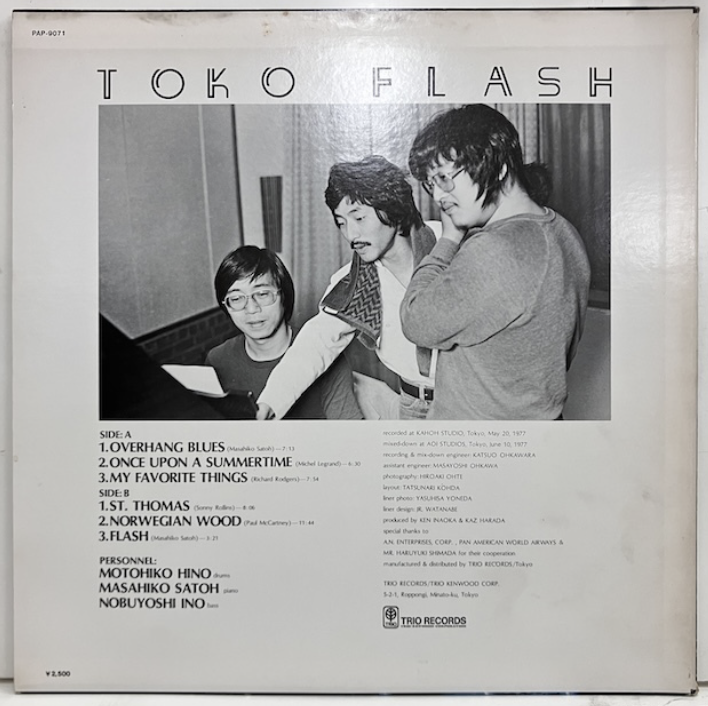 PAP-9071
TOKO FLASH
SIDE: A
1.OVERHANG BLUES (Masahiko Satoh)—7:13
2.ONCE UPON A SUMMERTIME (Michel Legrand)—6:30
3.MY FAVORITE THINGS (Richard Rodgers)—7:54
SIDE: B
1.ST. THOMAS (Sonny Rollins)—8:06
2.NORWEGIAN WOOD (Paul McCartney)—11:44
3.FLASH (Masahiko Satoh)—3:21
PERSONNEL:
MOTOHIKO HINO drums
MASAHIKO SATOH piano
NOBUYOSHI INO bass
recorded at KAHOH STUDIO, Tokyo, May 20, 1977
mixed-down at AOI STUDIOS, Tokyo, June 10, 1977
recording & mix-down engineer: KATSUO OHKAWARA
assistant engineer: MASAYOSHI OHKAWA
photography: HIROAKI OHTE
layout: TATSUNARI KOHDA
liner photo: YASUHISA YONEDA
liner design: JR. WATANABE
produced by KEN INAOKA & KAZ HARADA
special thanks to
A.N. ENTERPRISES, CORP., PAN AMERICAN WORLD AIRWAYS &
MR. HARUYUKI SHIMADA for their cooperation
manufactured & distributed by TRIO RECORDS/Tokyo
TRIO RECORDS/TRIO KENWOOD CORP.
5-2-1, Roppongi, Minato-ku, Tokyo
TRIO TRIO RECORDS
¥2,500